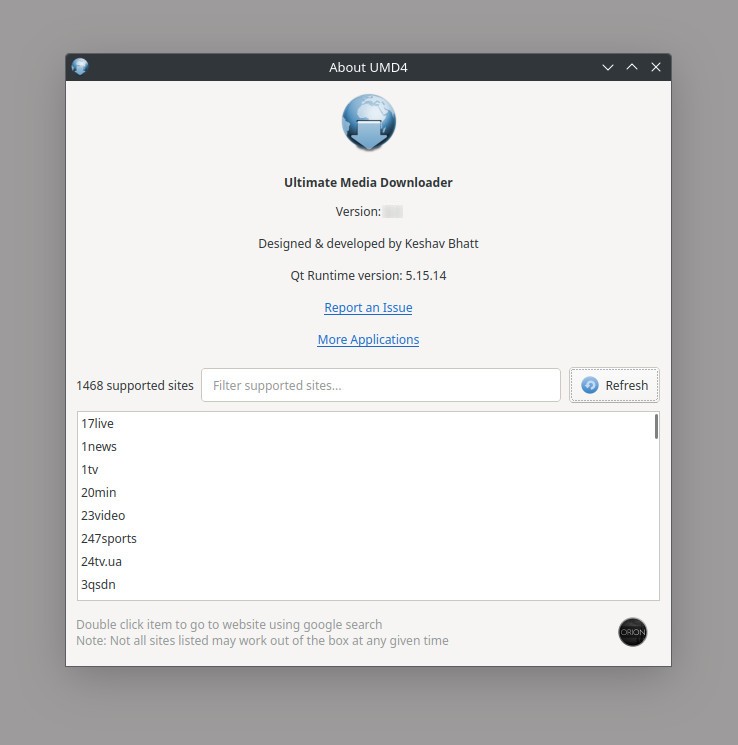 About UMD4
Ultimate Media Downloader
Version:
Designed & developed by Keshav Bhatt
Qt Runtime version: 5.15.14
Report an Issue
More Applications
1468 supported sites Filter supported sites... Refresh
17live
1news
1tv
20min
23video
247sports
24tv.ua
3qsdn
Double click item to go to website using google search
Note: Not all sites listed may work out of the box at any given time
ORION